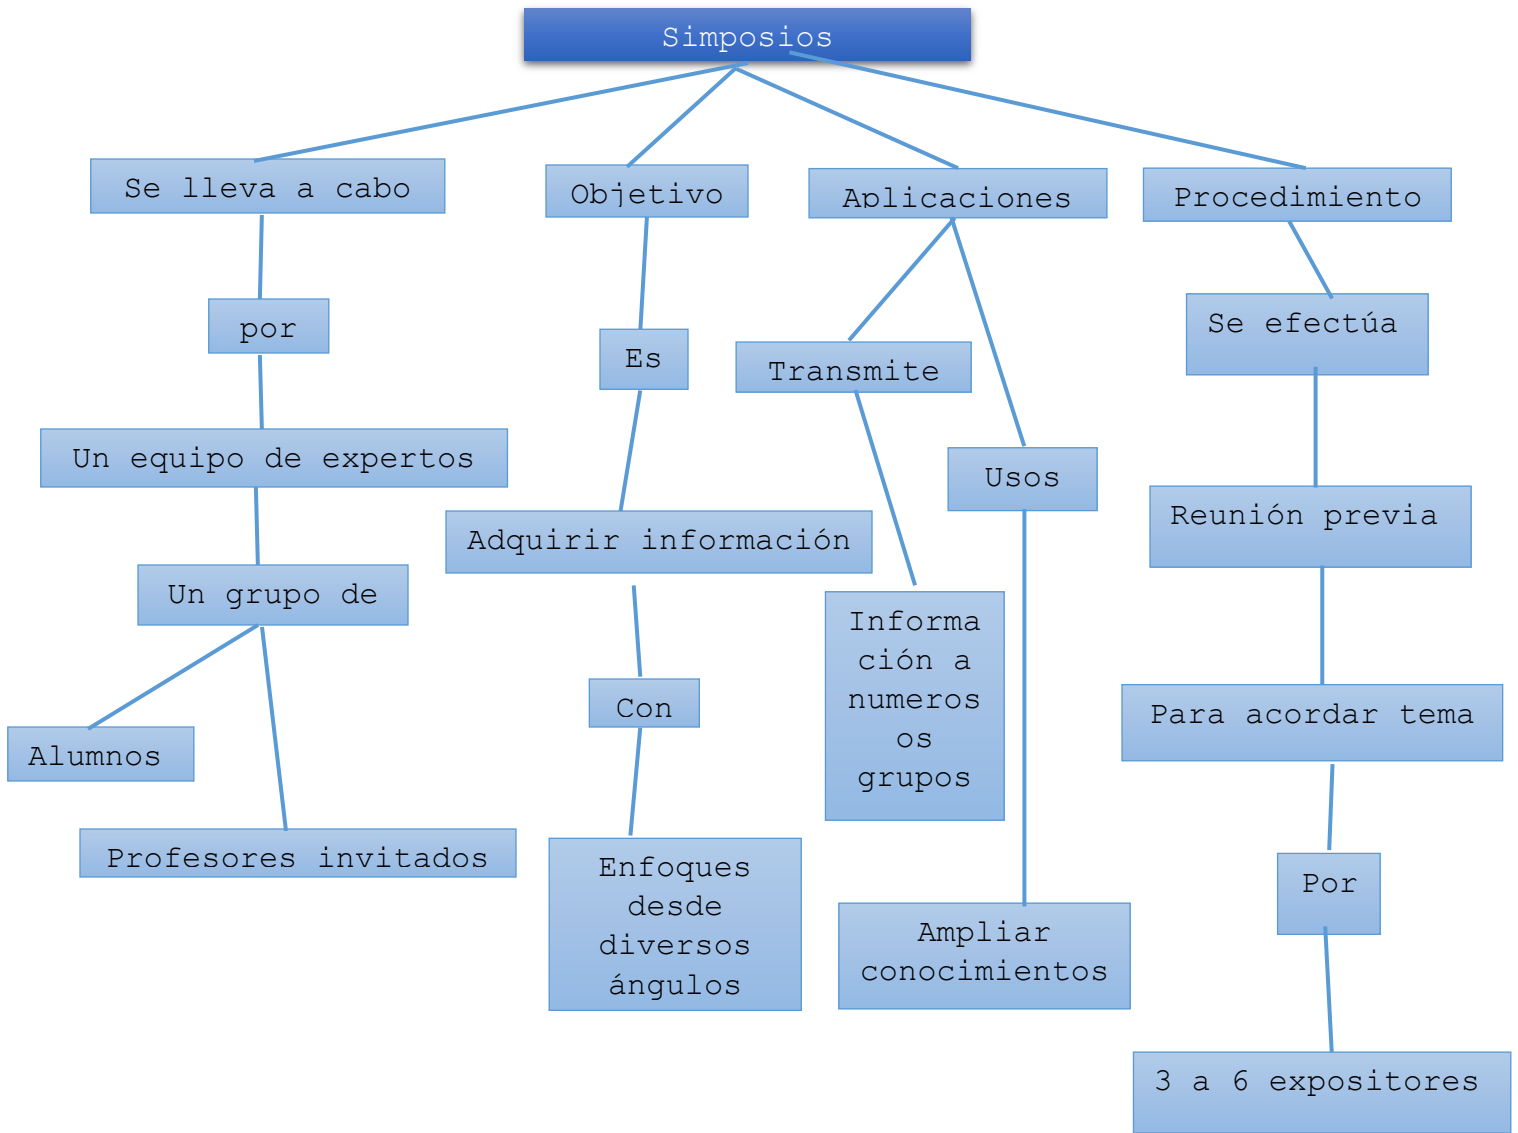 Simposios
Se lleva a cabo
Objetivo
Aplicaciones
Procedimiento
por
Es
Transmite
Se efectúa
Un equipo de expertos
Adquirir información
Usos
Reunión previa
Un grupo de
Informa
ción a
numeros
os
grupos
Con
Para acordar tema
Alumnos
Profesores invitados
Enfoques
desde
diversos
ángulos
Ampliar
conocimientos
Por
3 a 6 expositores